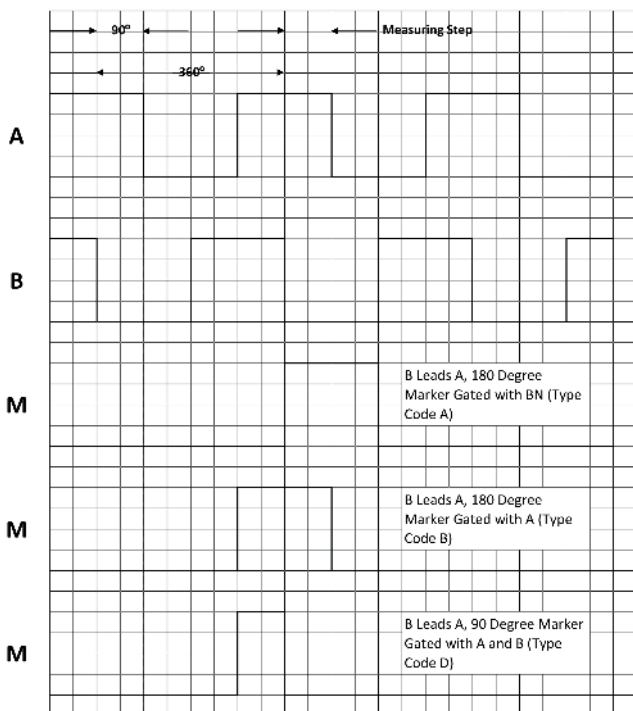 90°
Measuring Step
360°
A
B
M
B Leads A, 180 Degree
Marker Gated with BN (Type
Code A)
M
B Leads A, 180 Degree
Marker Gated with A (Type
Code B)
M
B Leads A, 90 Degree Marker
Gated with A and B (Type
Code D)